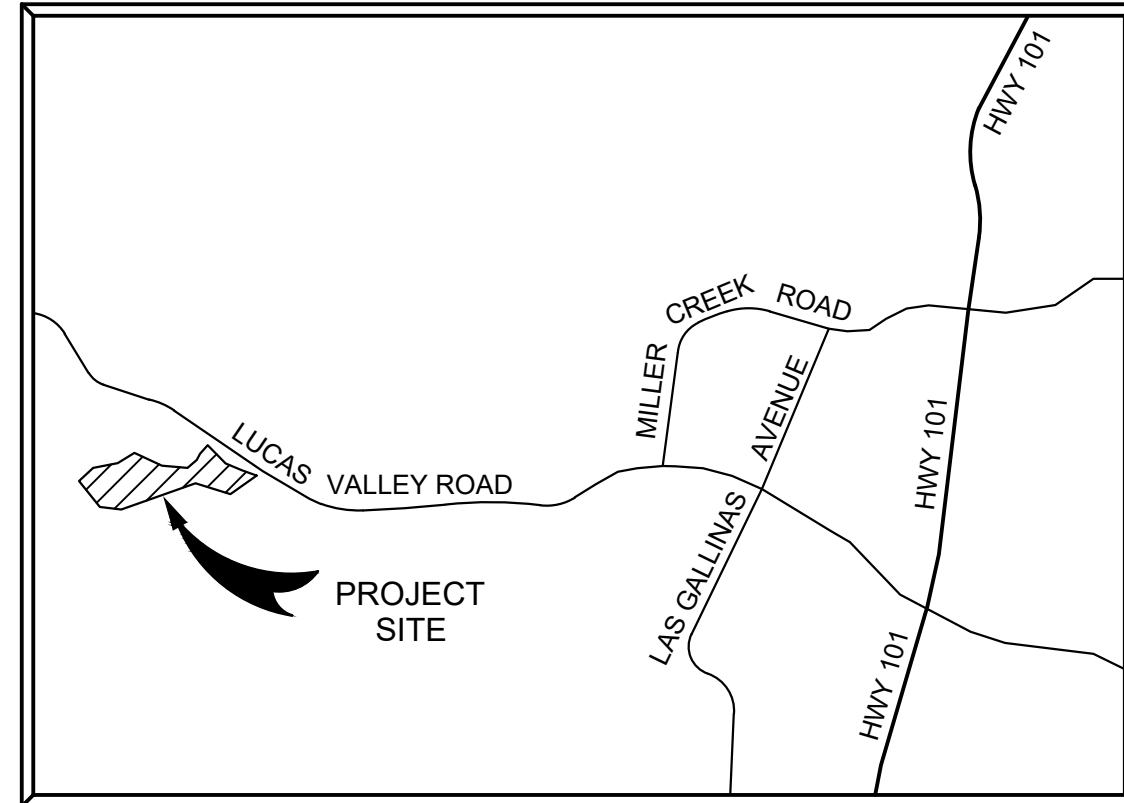 HWY 101
MILLER CREEK ROAD
LAS GALLINAS AVENUE
HWY 101
LUCAS VALLEY ROAD
PROJECT
SITE
HWY 101